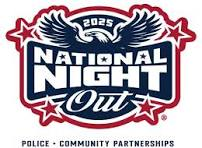 2025
NATIONAL
NIGHT
Out
®
POLICE • COMMUNITY PARTNERSHIPS